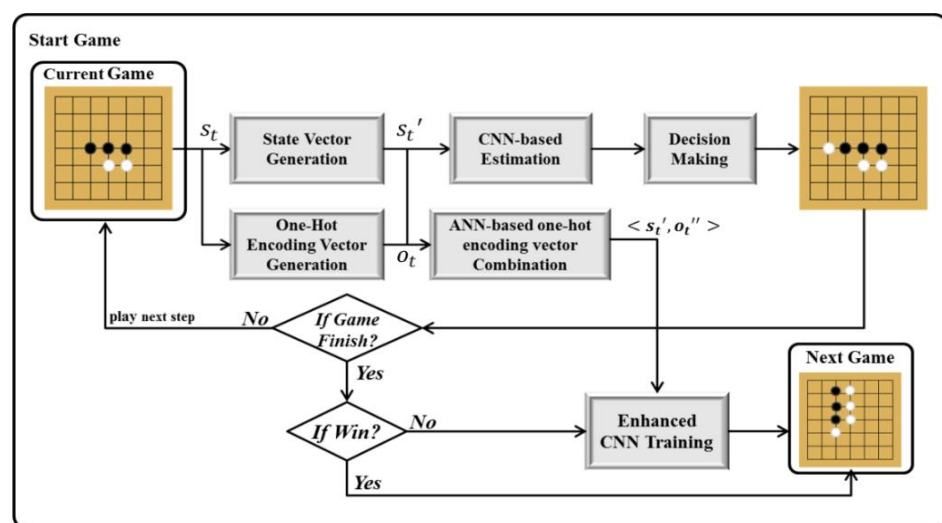 Start Game
Current Game
s_t
State Vector
Generation
s_t'
CNN-based
Estimation
Decision
Making
One-Hot
Encoding Vector
Generation
o_t
ANN-based one-hot
encoding vector
Combination
< s_t', o_t'' >
play next step
No
If Game
Finish?
Yes
Next Game
If Win?
No
Enhanced
CNN Training
Yes